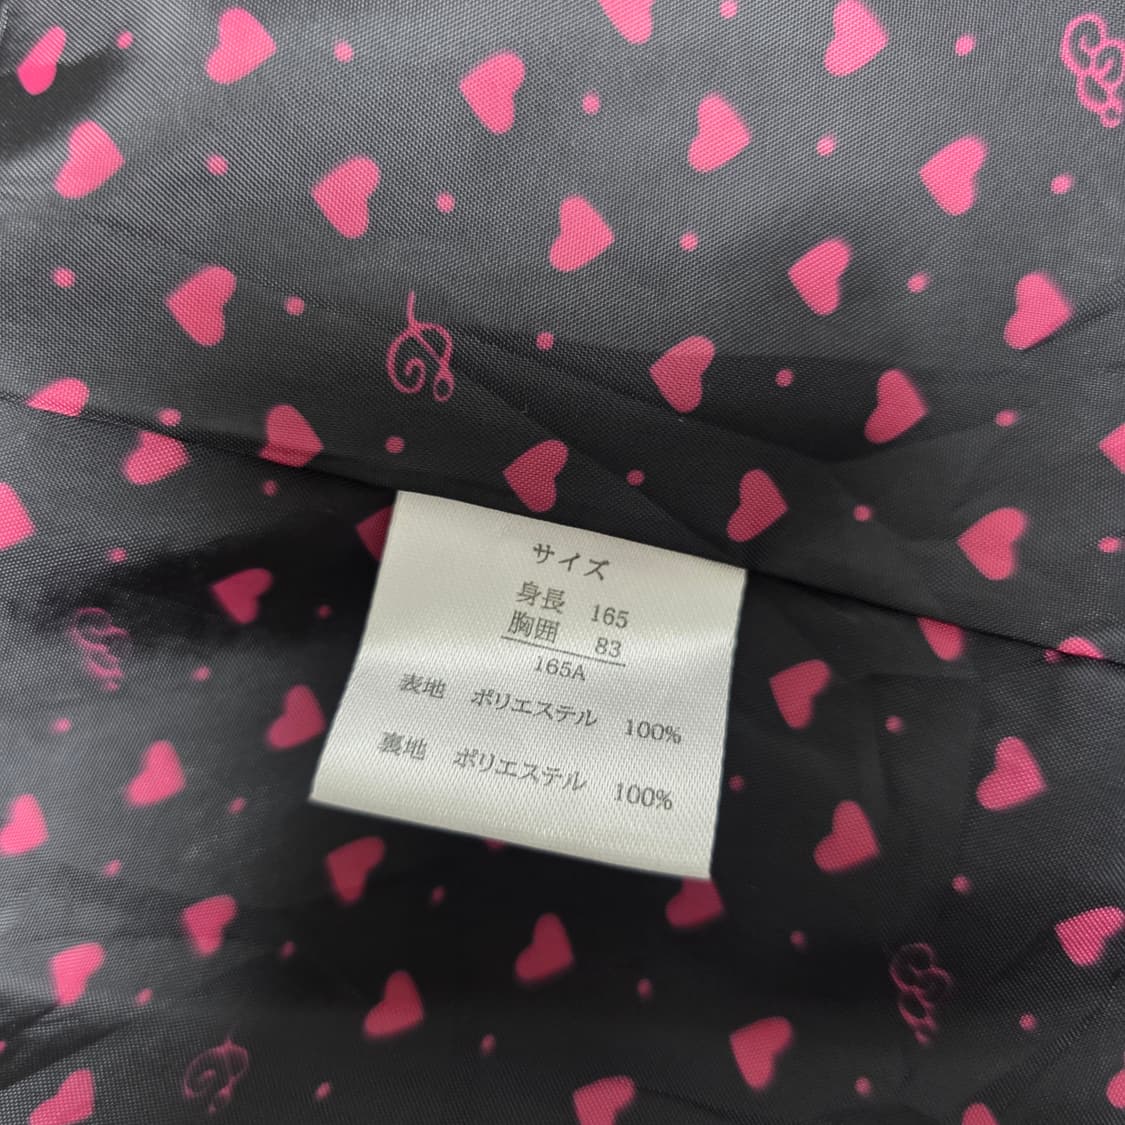 サイズ
身長 165
胸囲 83
165A
表地 ポリエステル 100%
裏地 ポリエステル 100%